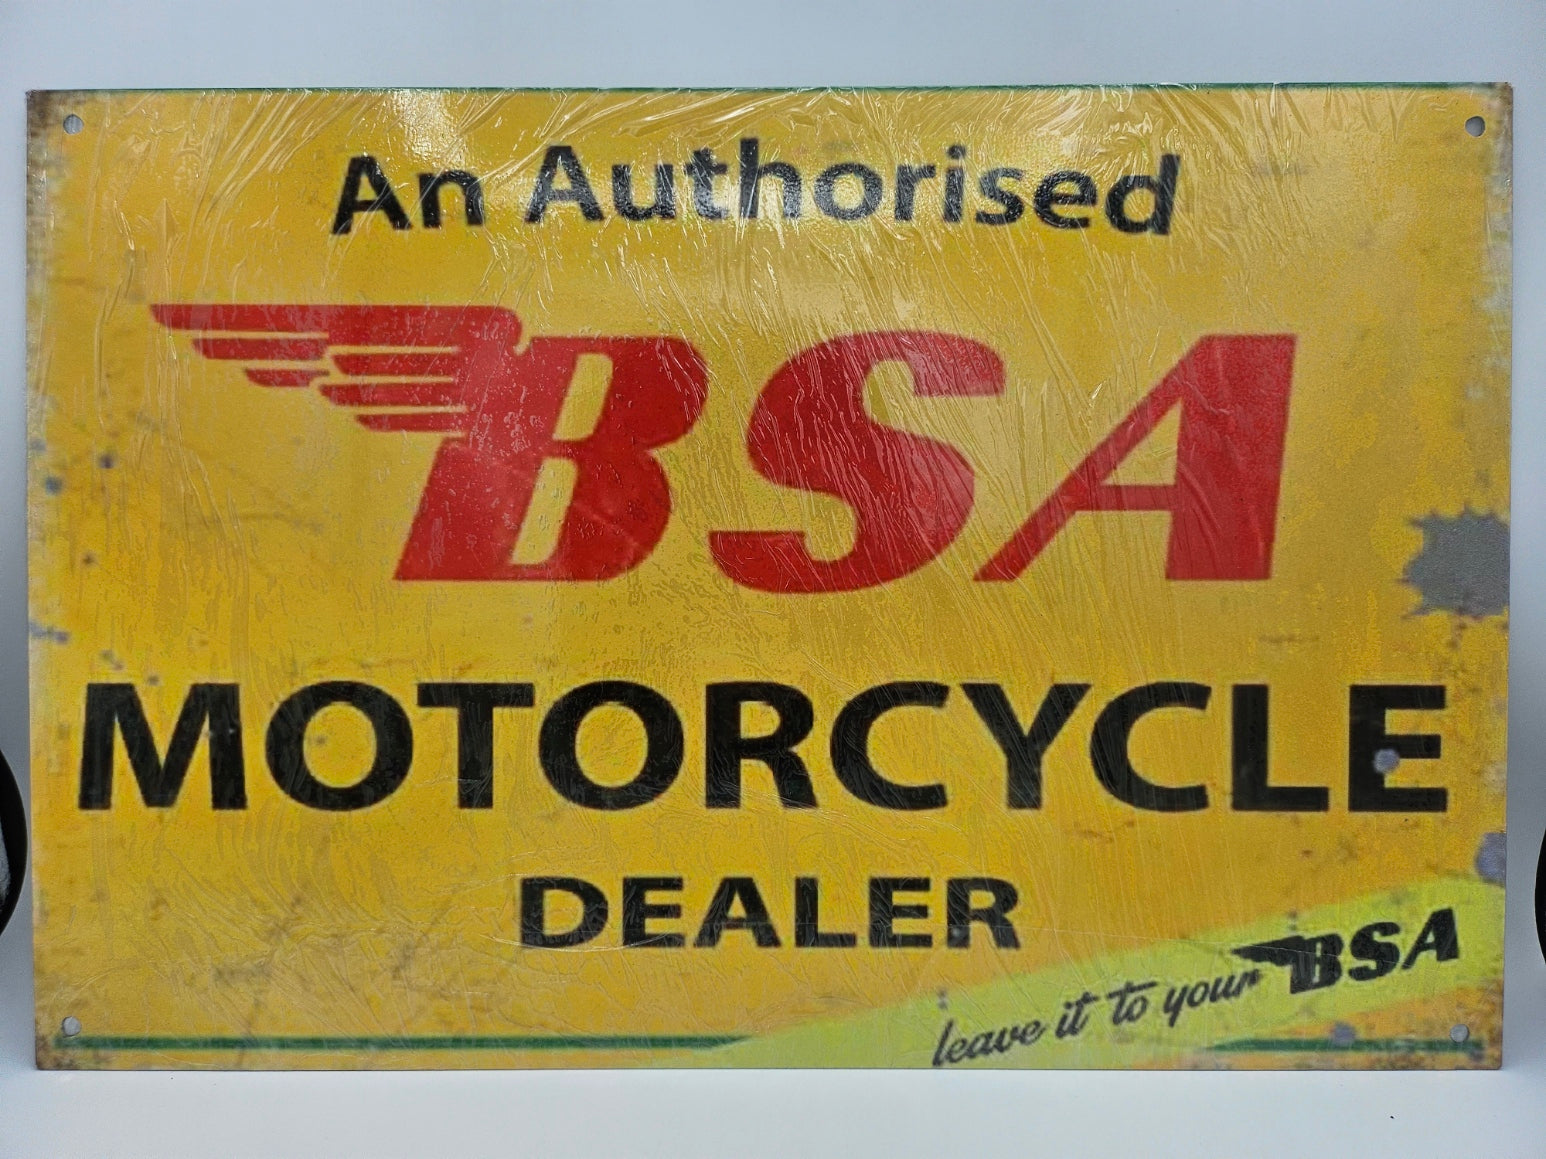 An Authorised
BSA
MOTORCYCLE
DEALER
leave it to your BSA